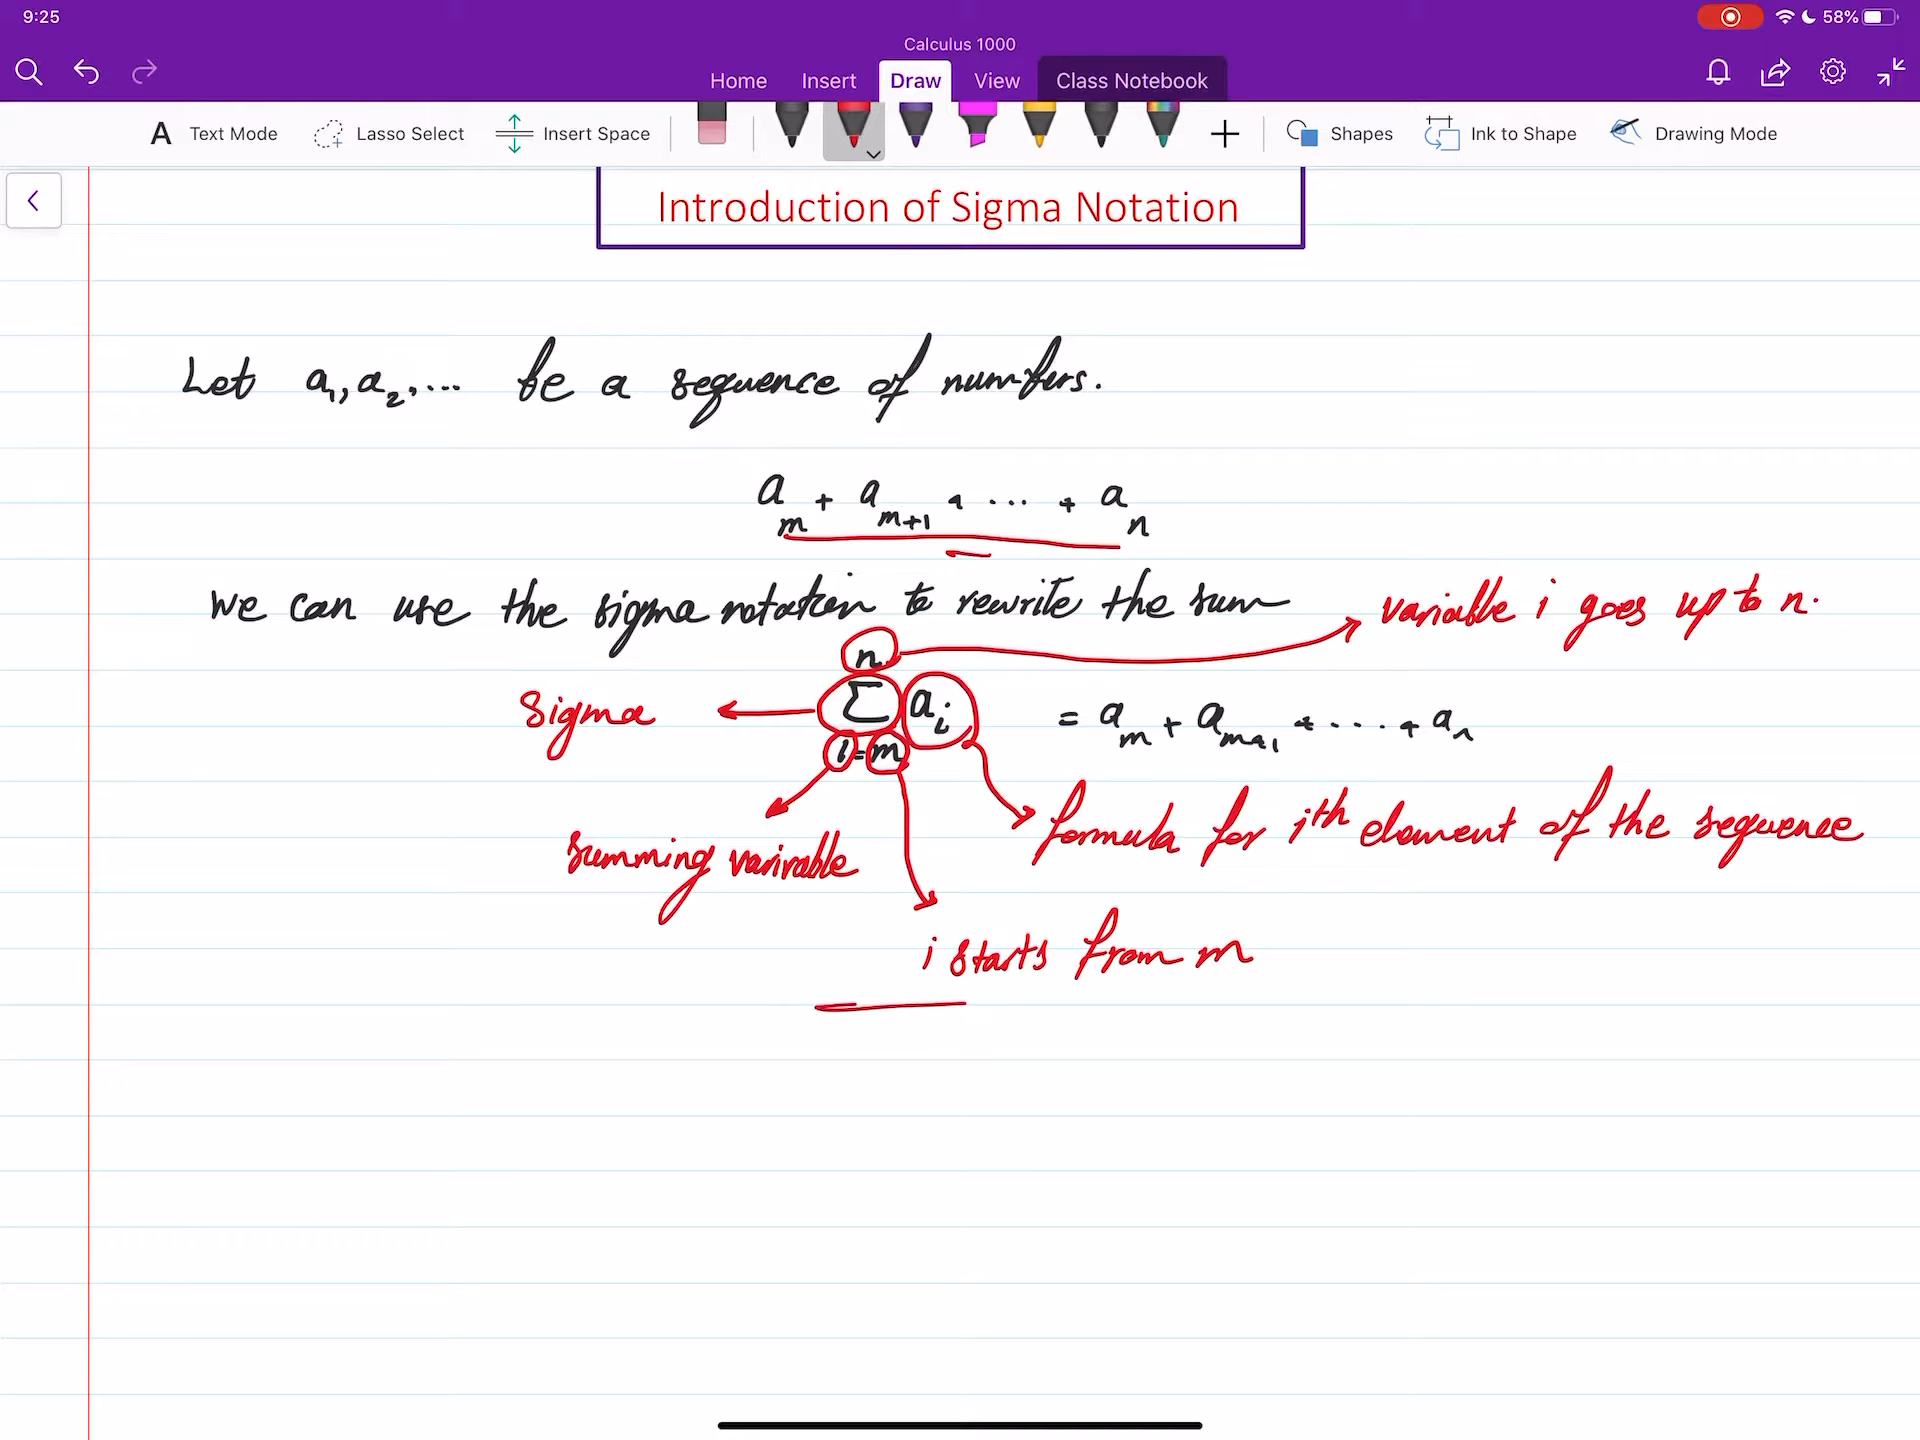 9:25
58%
Calculus 1000
Home Insert Draw View Class Notebook
A Text Mode Lasso Select Insert Space Shapes Ink to Shape Drawing Mode
Introduction of Sigma Notation
Let a₁, a₂, ... be a sequence of numbers.
aₘ + aₘ₊₁ + ... + aₙ
We can use the sigma notation to rewrite the sum
variable i goes up to n.
n
sigma
Σ aᵢ = aₘ + aₘ₊₁ + .... + aₙ
i=m
formula for iᵗʰ element of the sequence
summing varirable
i starts from m